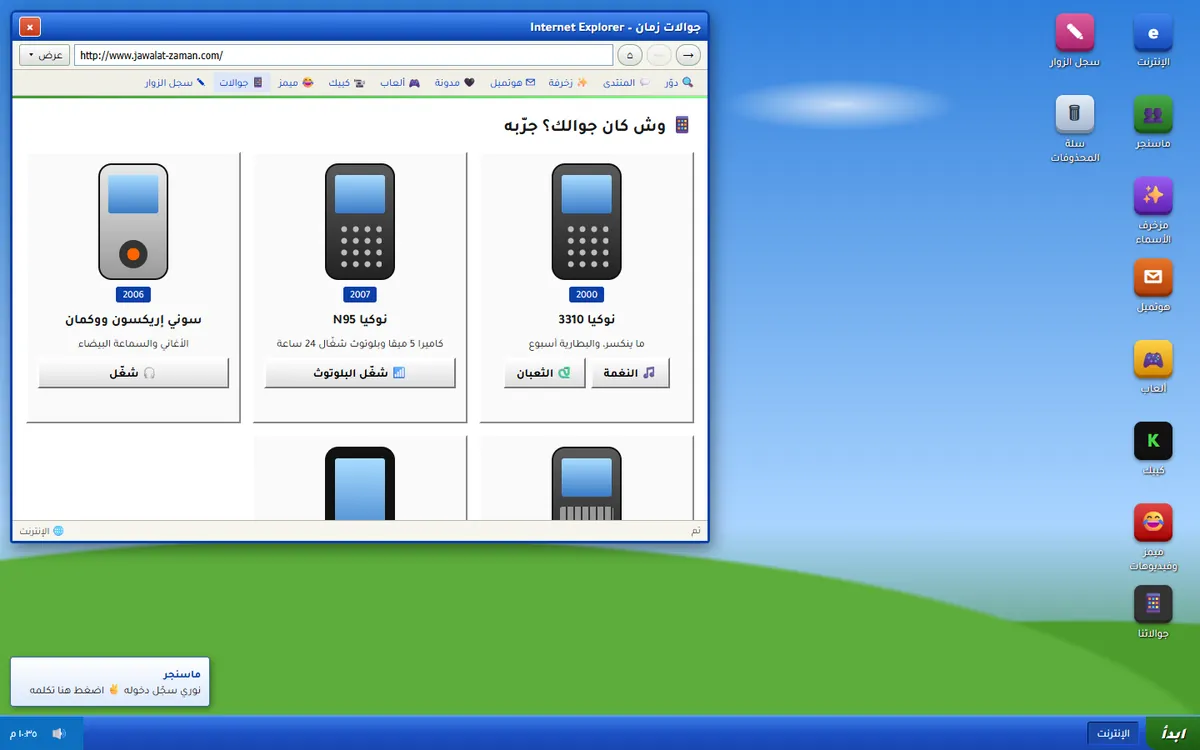 جوالات زمان - Internet Explorer
http://www.jawalat-zaman.com/
عرض
دوّر
المنتدى
زخرفة
هوتميل
مدونة
ألعاب
كييك
ميمز
جوالات
سجل الزوار
وش كان جوالك؟ جرّبه
2000
نوكيا 3310
ما ينكسر، والبطارية أسبوع
النغمة
الثعبان
2007
نوكيا N95
كاميرا 5 ميقا وبلوتوث شغّال 24 ساعة
شغّل البلوتوث
2006
سوني إريكسون ووكمان
الأغاني والسماعة البيضاء
شغّل
تم
الإنترنت
الإنترنت
ماسنجر
مزخرف
الأسماء
هوتميل
ألعاب
K
كييك
ميمز
وفيديوهات
جوالاتنا
سجل الزوار
سلة
المحذوفات
ماسنجر
نوري سجّل دخوله ✌ اضغط هنا تكلمه
ابدأ
الإنترنت
١٠:٣٥ م